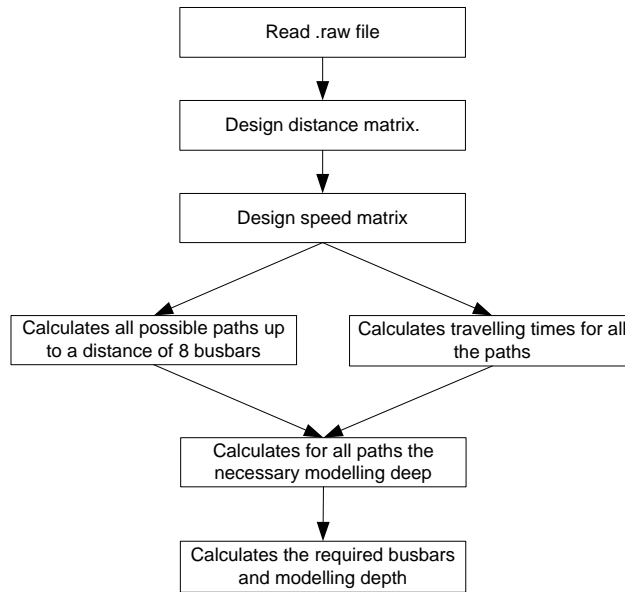 Read .raw file
Design distance matrix.
Design speed matrix
Calculates all possible paths up
to a distance of 8 busbars
Calculates travelling times for all
the paths
Calculates for all paths the
necessary modelling deep
Calculates the required busbars
and modelling depth